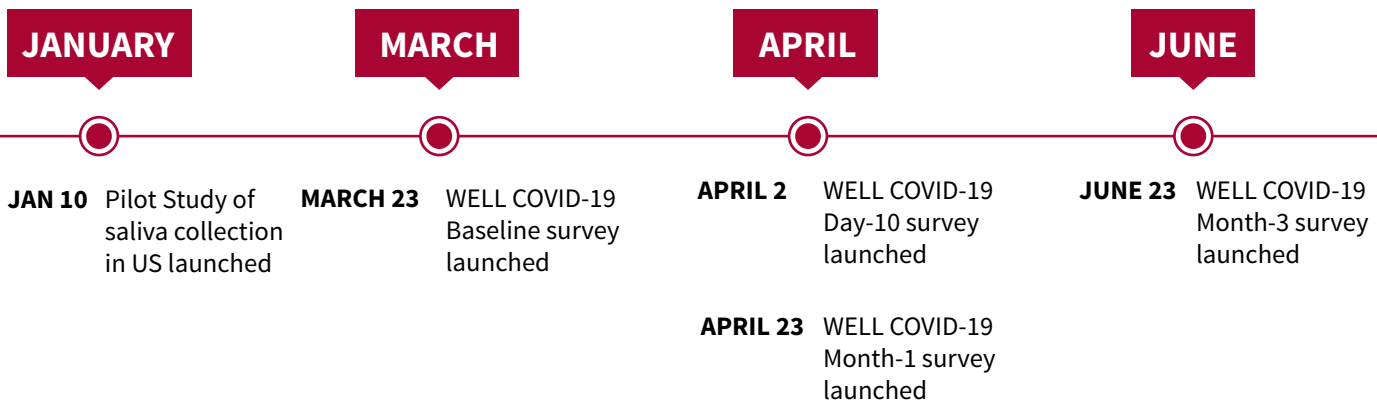 JANUARY
MARCH
APRIL
JUNE
JAN 10 Pilot Study of
saliva collection
in US launched
MARCH 23 WELL COVID-19
Baseline survey
launched
APRIL 2 WELL COVID-19
Day-10 survey
launched
APRIL 23 WELL COVID-19
Month-1 survey
launched
JUNE 23 WELL COVID-19
Month-3 survey
launched